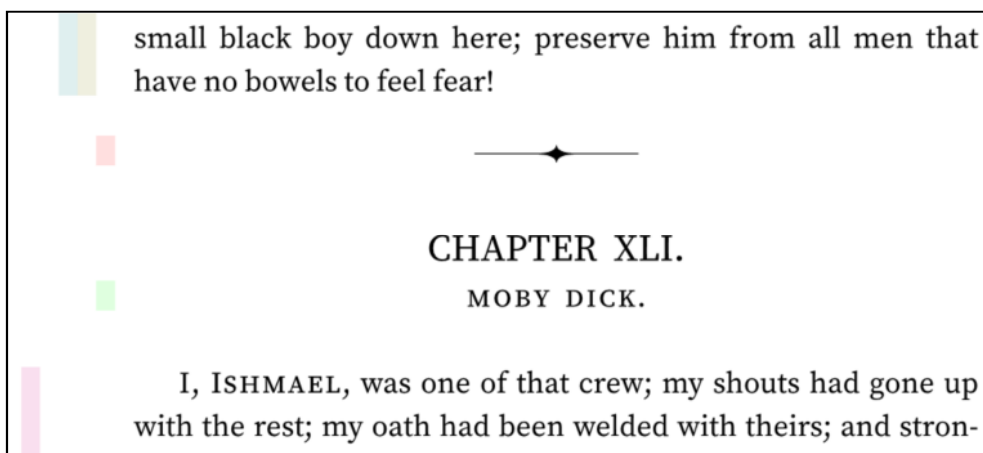 small black boy down here; preserve him from all men that
have no bowels to feel fear!
CHAPTER XLI.
MOBY DICK.
I, ISHMAEL, was one of that crew; my shouts had gone up
with the rest; my oath had been welded with theirs; and stron-